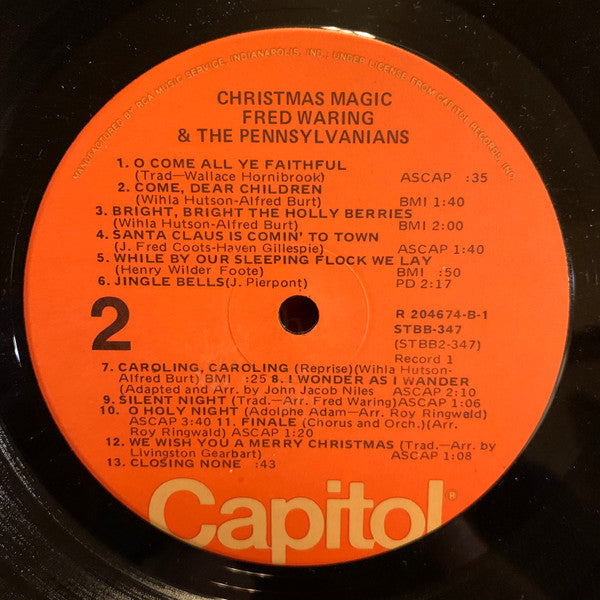 MANUFACTURED BY RCA MUSIC SERVICE, INDIANAPOLIS, IND., UNDER LICENSE FROM CAPITOL RECORDS, INC.
CHRISTMAS MAGIC
FRED WARING
& THE PENNSYLVANIANS
1. O COME ALL YE FAITHFUL
(Trad—Wallace Hornibrook) ASCAP :35
2. COME, DEAR CHILDREN
(Wihla Hutson-Alfred Burt) BMI 1:40
3. BRIGHT, BRIGHT THE HOLLY BERRIES
(Wihla Hutson-Alfred Burt) BMI 2:00
4. SANTA CLAUS IS COMIN' TO TOWN
(J. Fred Coots-Haven Gillespie) ASCAP 1:40
5. WHILE BY OUR SLEEPING FLOCK WE LAY
(Henry Wilder Foote) BMI :50
6. JINGLE BELLS(J. Pierpont) PD 2:17
2
R 204674-B-1
STBB-347
(STBB2-347)
Record 1
7. CAROLING, CAROLING (Reprise)(Wihla Hutson-
Alfred Burt) BMI :25 8. I WONDER AS I WANDER
(Adapted and Arr. by John Jacob Niles ASCAP 2:10
9. SILENT NIGHT (Trad.—Arr. Fred Waring)ASCAP 1:06
10. O HOLY NIGHT (Adolphe Adam—Arr. Roy Ringwald)
ASCAP 3:40 11. FINALE (Chorus and Orch.)(Arr.
Roy Ringwald) ASCAP 1:20
12. WE WISH YOU A MERRY CHRISTMAS (Trad.—Arr. by
Livingston Gearbart) ASCAP 1:08
13. CLOSING NONE :43
Capitol®